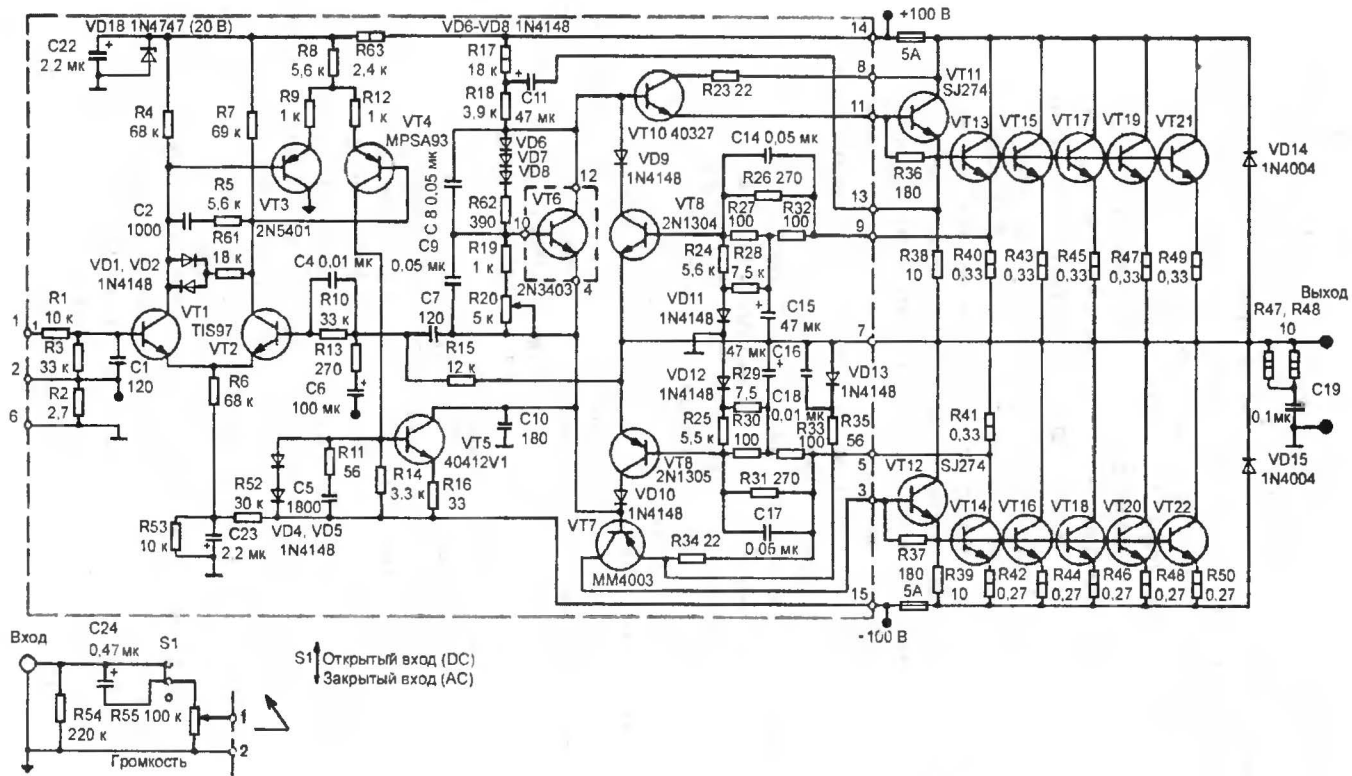 VD18 1N4747 (20 В)
VD6-VD8 1N4148
+100 В
14
5А
C22
2.2 мк
R8
5,6 к
R63
2,4 к
R17
18 к
R4
68 к
R7
69 к
R9
1 к
R12
1 к
VT4
MPSA93
R18
3,9 к
C11
47 мк
R23 22
8
11
VT11
SJ274
VT10 40327
VT13
VT15
VT17
VT19
VT21
VD14
1N4004
VD6
VD7
VD8
VD9
1N4148
C14 0,05 мк
R26 270
R36
180
C 8 0.05 мк
12
VT6
R62
390
10
VT8
2N1304
R27
100
R32
100
13
9
C2
1000
R5
5,6 к
VT3
2N5401
R61
18 к
C9
0.05 мк
R19
1 к
2N3403
4
R24
5,6 к
R28
7,5 к
R38
10
R40
0,33
R43
0,33
R45
0,33
R47
0,33
R49
0,33
VD1, VD2
1N4148
C4 0,01 мк
R10
33 к
C7
120
R20
5 к
VD11
1N4148
C15
47 мк
7
Выход
R47, R48
10
1
1
R1
10 к
VT1
TIS97
VT2
R3
33 к
R13
270
R15
12 к
47 мк
C16
2
C1
120
R2
2.7
6
R6
68 к
C6
100 мк
VD12
1N4148
R29
7,5
C18
0.01 мк
VD13
1N4148
C19
0,1мк
R41
0,33
R25
5,5 к
R30
100
R33
100
R35
56
C10
180
VT5
40412V1
R11
56
R14
3.3 к
R16
33
VT8
2N1305
5
VT12
SJ274
VD15
1N4004
R52
30 к
C5
1800
R31 270
3
VD10
1N4148
C17
0.05 мк
VT14
VT16
VT18
VT20
VT22
R53
10 к
C23
2.2 мк
VD4, VD5
1N4148
VT7
MM4003
R34 22
R37
180
5А
R39
10
R42
0,27
R44
0,27
R46
0,27
R48
0,27
R50
0.27
15
-100 В
Вход
C24
0,47 мк
S1
S1
Открытый вход (DC)
Закрытый вход (AC)
R54
220 к
R55
100 к
1
2
Громкость